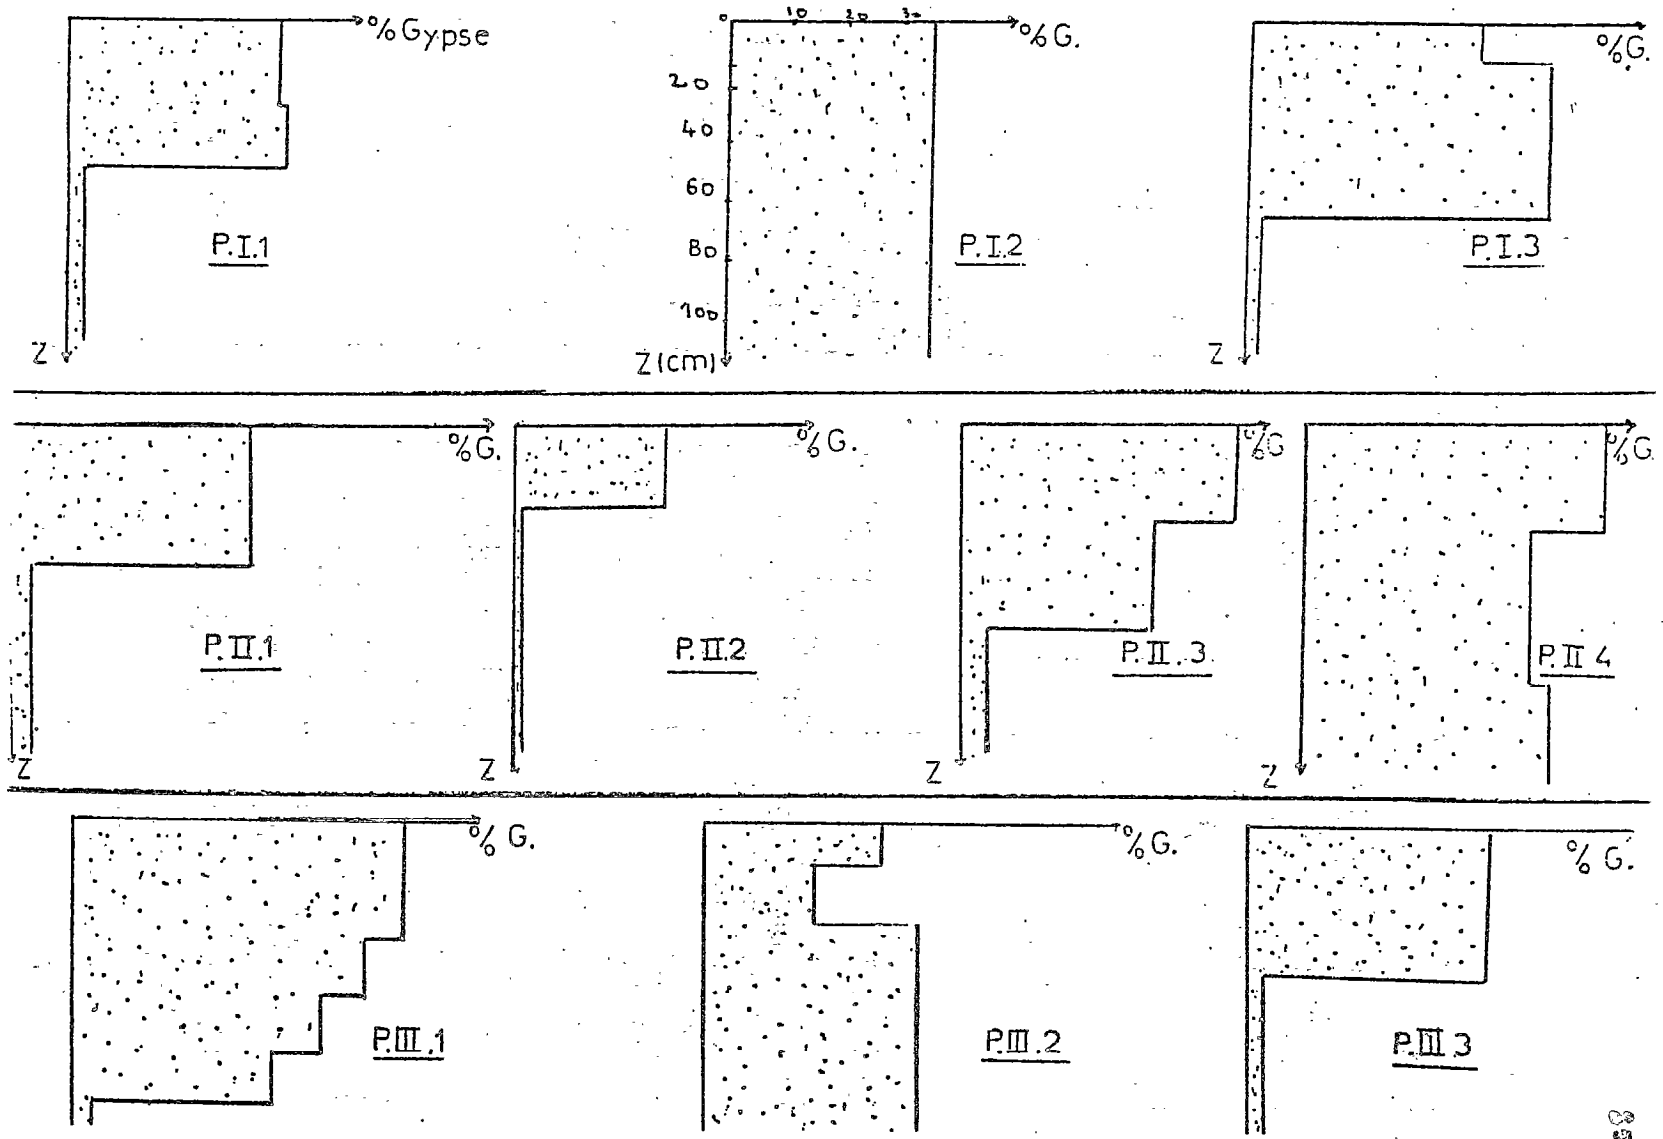 % Gypse
0 10 20 30
% G.
% G.
20
40
60
80
100
P.I.1
P.I.2
P.I.3
Z
Z (cm)
Z
% G.
% G.
% G
% G.
P.II.1
P.II.2
P.II.3
P.II 4
Z
Z
Z
Z
% G.
% G.
% G.
P.III.1
P.III.2
P.III.3